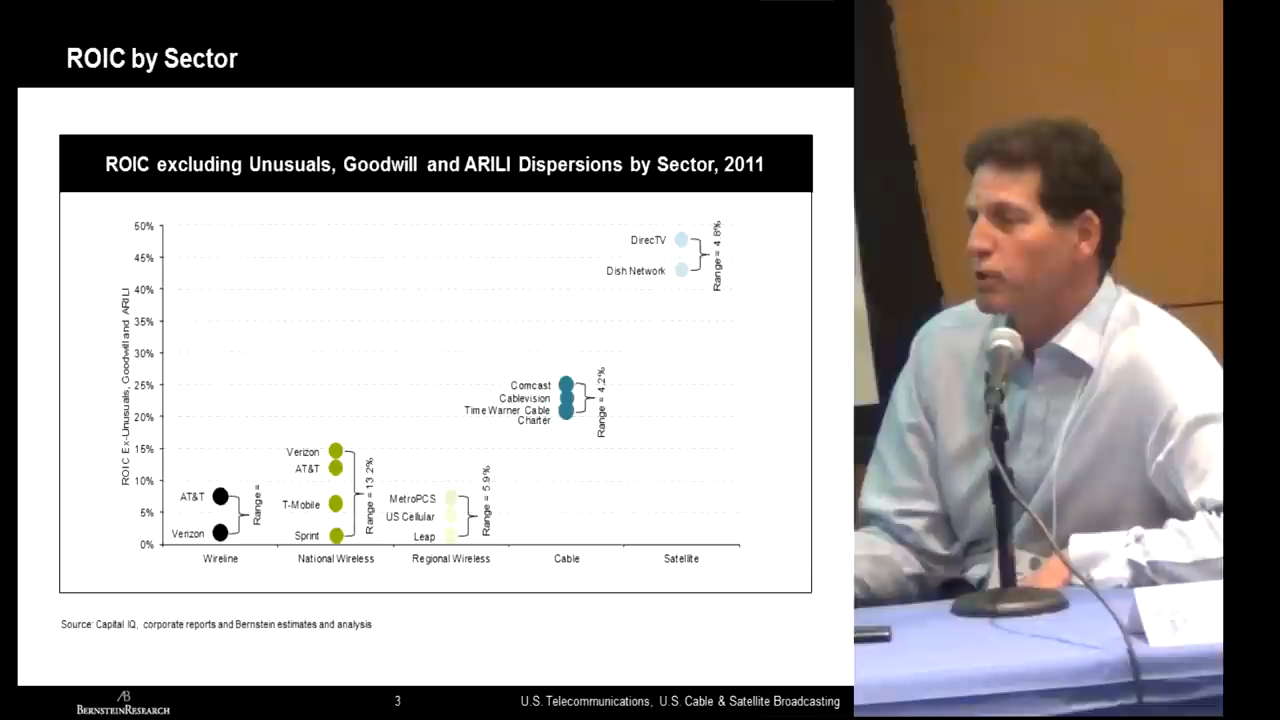 ROIC by Sector
ROIC excluding Unusuals, Goodwill and ARILI Dispersions by Sector, 2011
ROIC Ex-Unusuals, Goodwill and ARILI
50%
45%
40%
35%
30%
25%
20%
15%
10%
5%
0%
AT&T
Verizon
Range =
Verizon
AT&T
T-Mobile
Sprint
Range = 13.2%
MetroPCS
US Cellular
Leap
Range = 5.9%
Comcast
Cablevision
Time Warner Cable
Charter
Range = 4.2%
DirecTV
Dish Network
Range = 4.8%
Wireline
National Wireless
Regional Wireless
Cable
Satellite
Source: Capital IQ, corporate reports and Bernstein estimates and analysis
AB
BERNSTEINRESEARCH
3
U.S. Telecommunications, U.S. Cable & Satellite Broadcasting